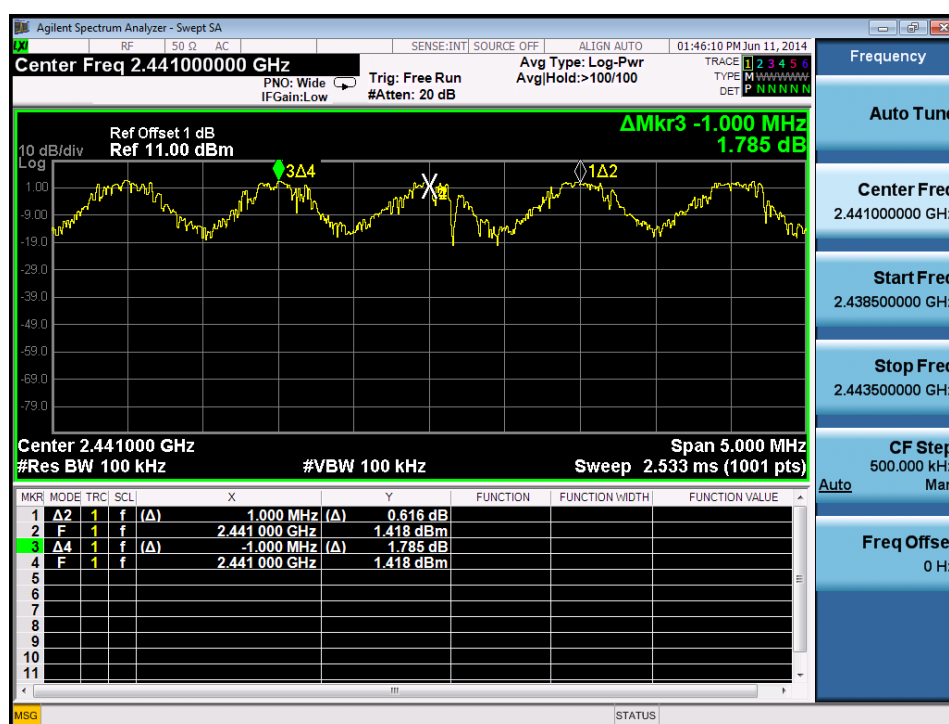 Agilent Spectrum Analyzer - Swept SA
LXI RF 50 Ω AC SENSE:INT SOURCE OFF ALIGN AUTO 01:46:10 PM Jun 11, 2014
Center Freq 2.441000000 GHz
PNO: Wide
IFGain:Low
Trig: Free Run
#Atten: 20 dB
Avg Type: Log-Pwr
Avg|Hold:>100/100
TRACE 1 2 3 4 5 6
TYPE M WWWWW
DET P N N N N N
ΔMkr3 -1.000 MHz
1.785 dB
Ref Offset 1 dB
10 dB/div Ref 11.00 dBm
Log
3Δ4
1Δ2
1.00
-9.00
-19.0
-29.0
-39.0
-49.0
-59.0
-69.0
-79.0
Center 2.441000 GHz Span 5.000 MHz
#Res BW 100 kHz #VBW 100 kHz Sweep 2.533 ms (1001 pts)
MKR MODE TRC SCL X Y FUNCTION FUNCTION WIDTH FUNCTION VALUE
1 Δ2 1 f (Δ) 1.000 MHz (Δ) 0.616 dB
2 F 1 f 2.441 000 GHz 1.418 dBm
3 Δ4 1 f (Δ) -1.000 MHz (Δ) 1.785 dB
4 F 1 f 2.441 000 GHz 1.418 dBm
5
6
7
8
9
10
11
MSG STATUS
Frequency
Auto Tune
Center Freq
2.441000000 GH
Start Freq
2.438500000 GH
Stop Freq
2.443500000 GH
CF Step
500.000 kH
Auto Man
Freq Offse
0 H